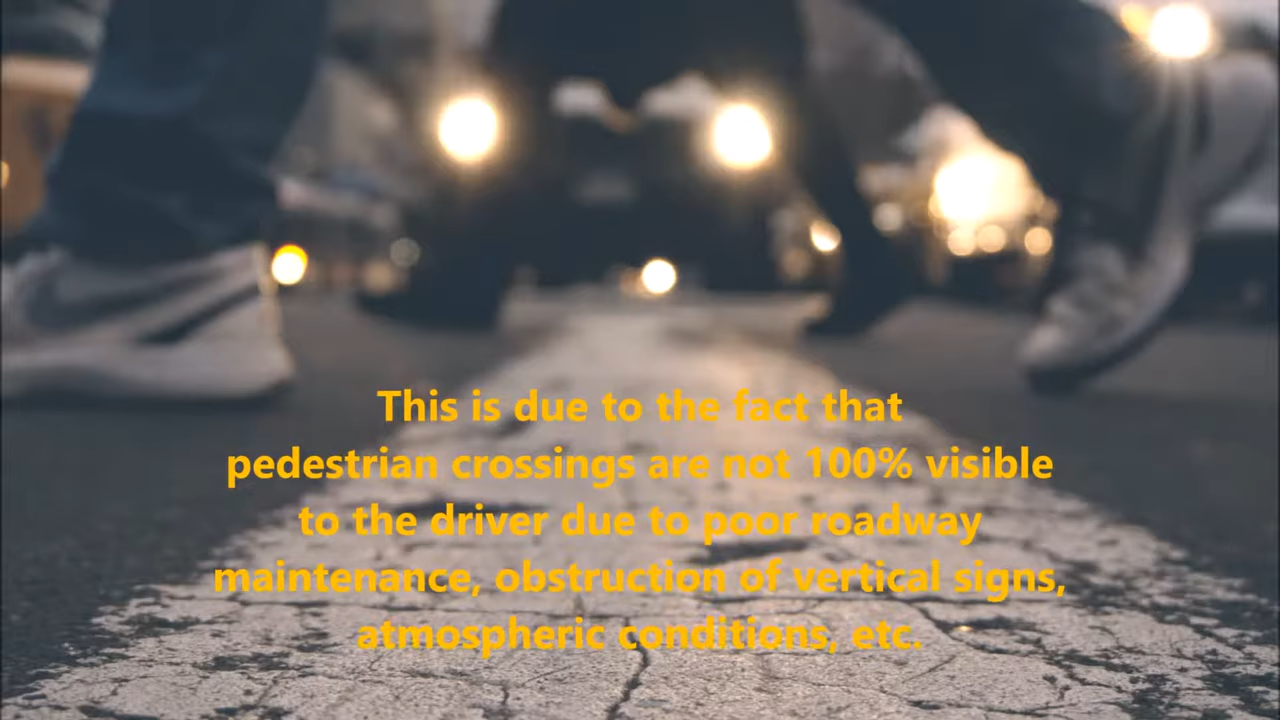 This is due to the fact that
pedestrian crossings are not 100% visible
to the driver due to poor roadway
maintenance, obstruction of vertical signs,
atmospheric conditions, etc.